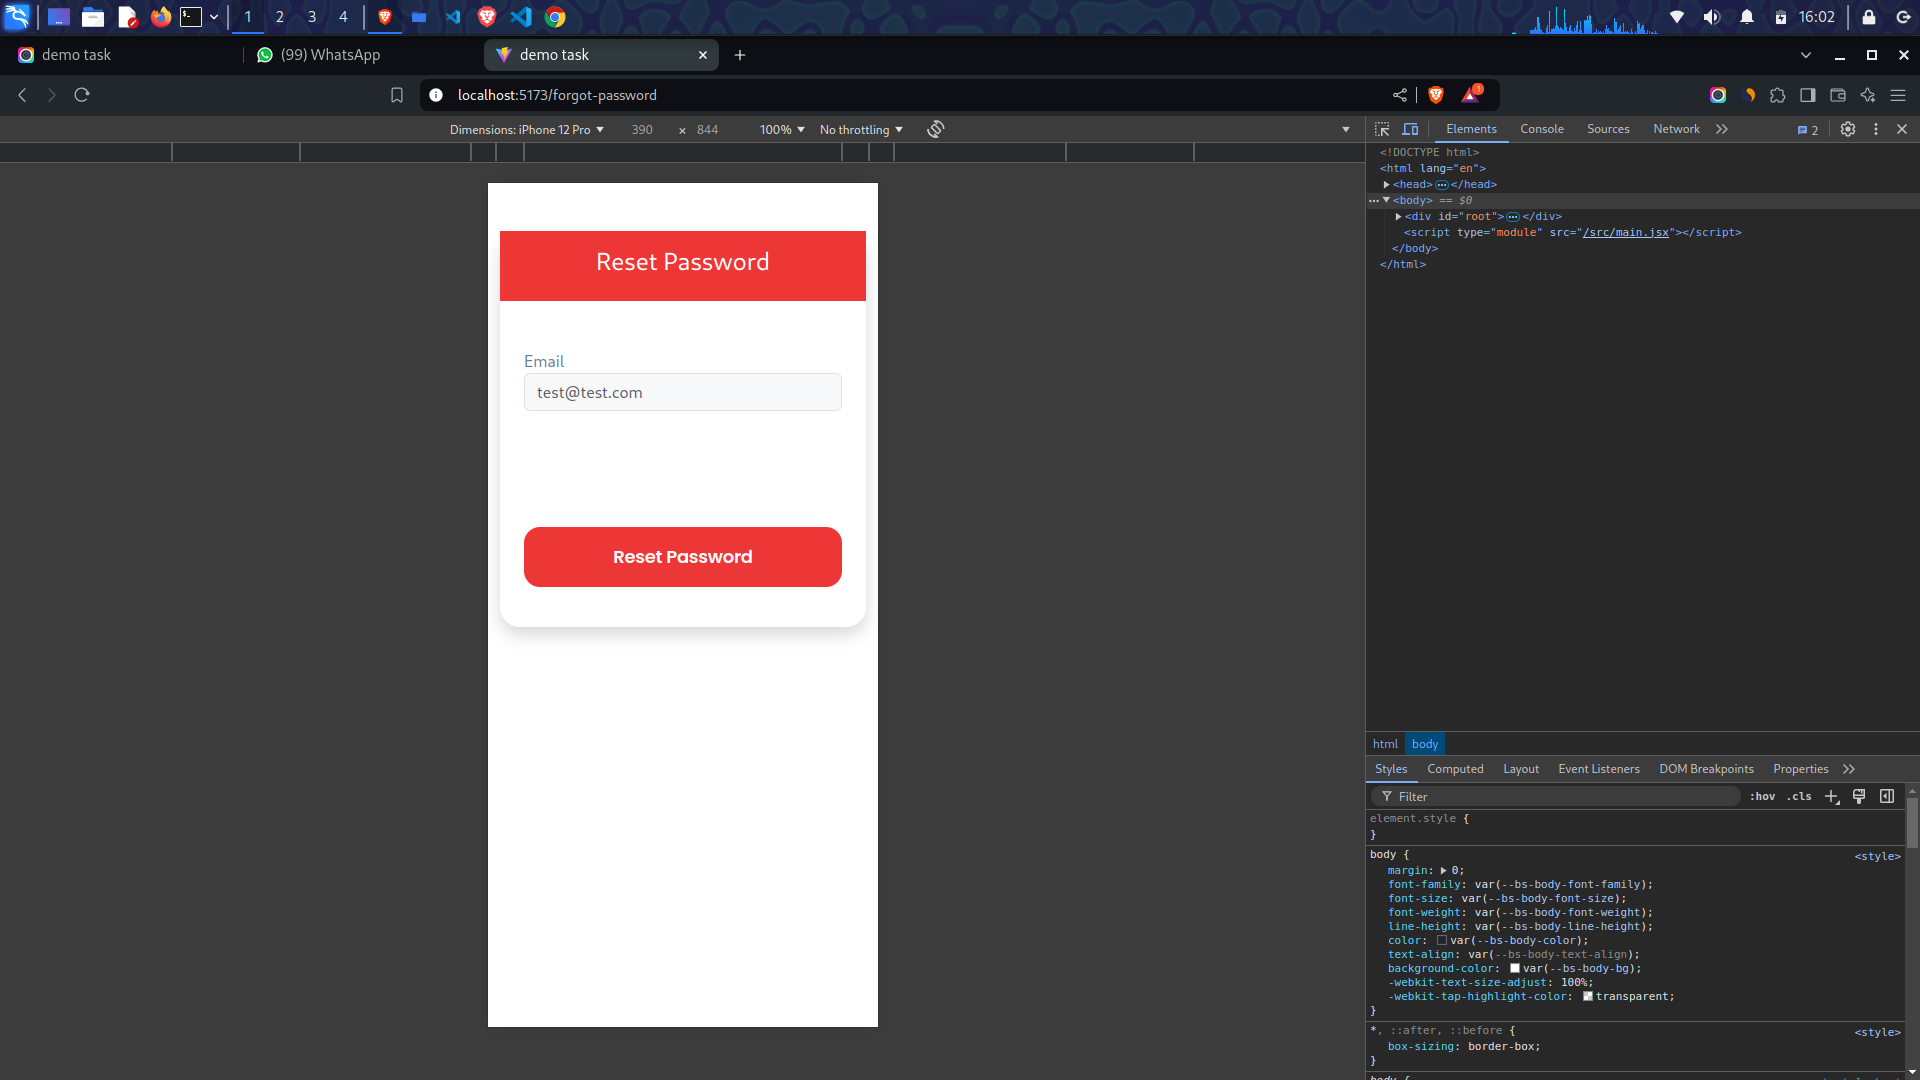 1 2 3 4 16:02
demo task (99) WhatsApp demo task
localhost:5173/forgot-password 1
Dimensions: iPhone 12 Pro 390 × 844 100% No throttling
Elements Console Sources Network 2
<!DOCTYPE html>
<html lang="en">
<head> </head>
<body> == $0
<div id="root"> </div>
<script type="module" src="/src/main.jsx"></script>
</body>
</html>
Reset Password
Email
test@test.com
Reset Password
html body
Styles Computed Layout Event Listeners DOM Breakpoints Properties
Filter :hov .cls
element.style {
}
body { <style>
margin: 0;
font-family: var(--bs-body-font-family);
font-size: var(--bs-body-font-size);
font-weight: var(--bs-body-font-weight);
line-height: var(--bs-body-line-height);
color: var(--bs-body-color);
text-align: var(--bs-body-text-align);
background-color: var(--bs-body-bg);
-webkit-text-size-adjust: 100%;
-webkit-tap-highlight-color: transparent;
}
*, ::after, ::before { <style>
box-sizing: border-box;
}